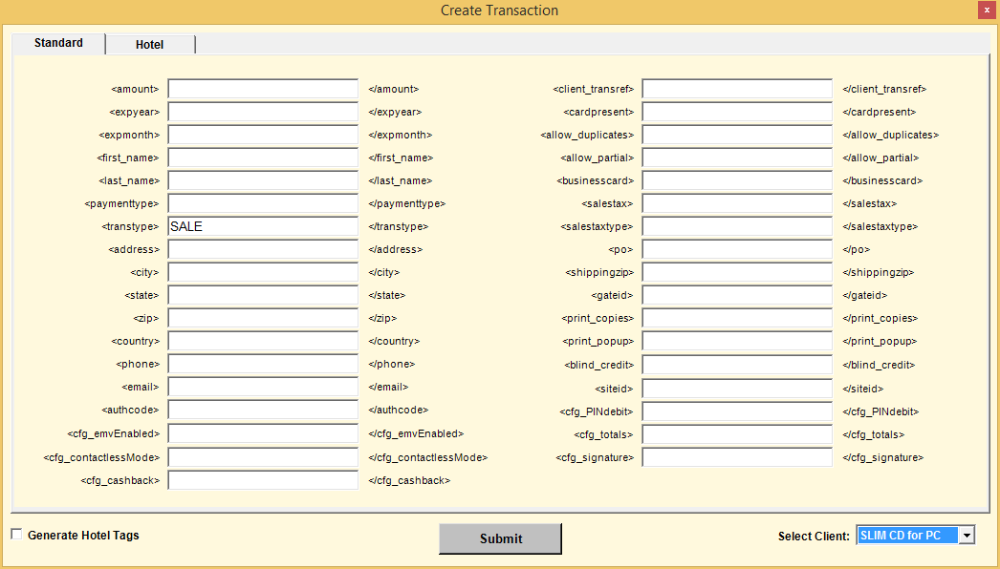 Create Transaction
x
Standard Hotel
<amount> </amount> <client_transref> </client_transref>
<expyear> </expyear> <cardpresent> </cardpresent>
<expmonth> </expmonth> <allow_duplicates> </allow_duplicates>
<first_name> </first_name> <allow_partial> </allow_partial>
<last_name> </last_name> <businesscard> </businesscard>
<paymenttype> </paymenttype> <salestax> </salestax>
<transtype> SALE </transtype> <salestaxtype> </salestaxtype>
<address> </address> <po> </po>
<city> </city> <shippingzip> </shippingzip>
<state> </state> <gateid> </gateid>
<zip> </zip> <print_copies> </print_copies>
<country> </country> <print_popup> </print_popup>
<phone> </phone> <blind_credit> </blind_credit>
<email> </email> <siteid> </siteid>
<authcode> </authcode> <cfg_PINdebit> </cfg_PINdebit>
<cfg_emvEnabled> </cfg_emvEnabled> <cfg_totals> </cfg_totals>
<cfg_contactlessMode> </cfg_contactlessMode> <cfg_signature> </cfg_signature>
<cfg_cashback> </cfg_cashback>
Generate Hotel Tags Submit Select Client: SLIM CD for PC